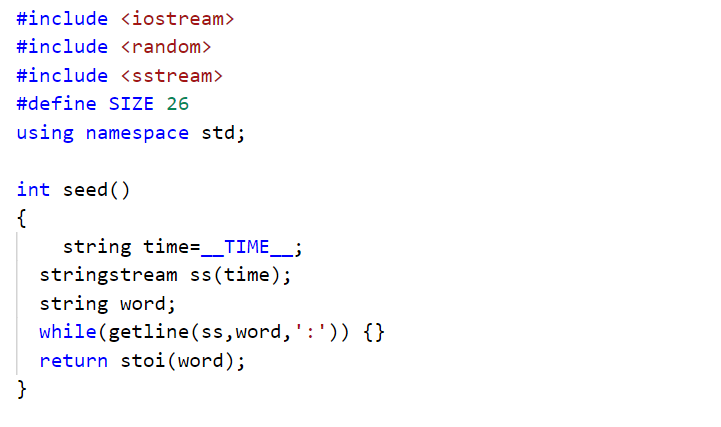 #include <iostream>
#include <random>
#include <sstream>
#define SIZE 26
using namespace std;

int seed()
{
    string time=__TIME__;
  stringstream ss(time);
  string word;
  while(getline(ss,word,':')) {}
  return stoi(word);
}